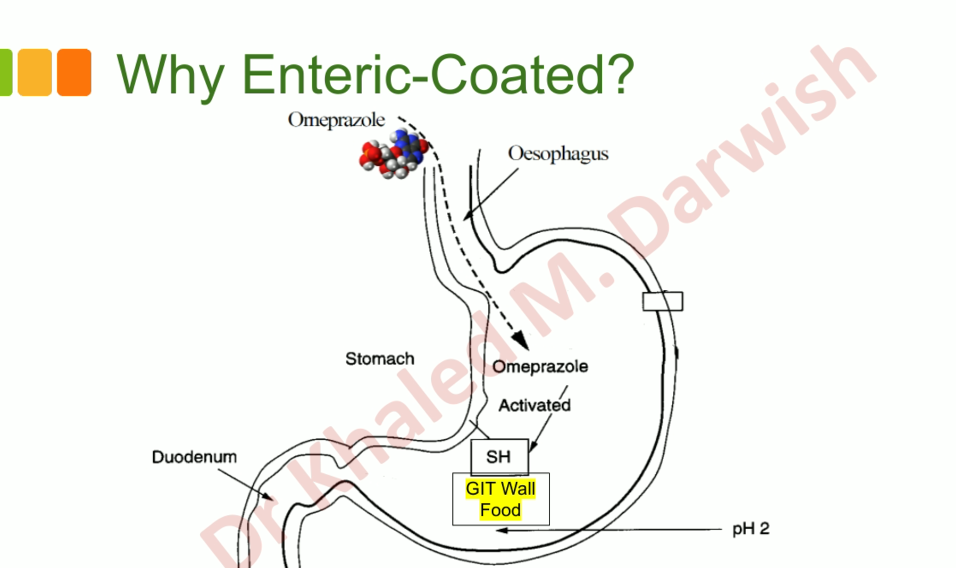 Why Enteric-Coated?
Omeprazole
Oesophagus
Stomach
Omeprazole
Activated
Duodenum
SH
GIT Wall
Food
pH 2
Dr Khaled M. Darwish